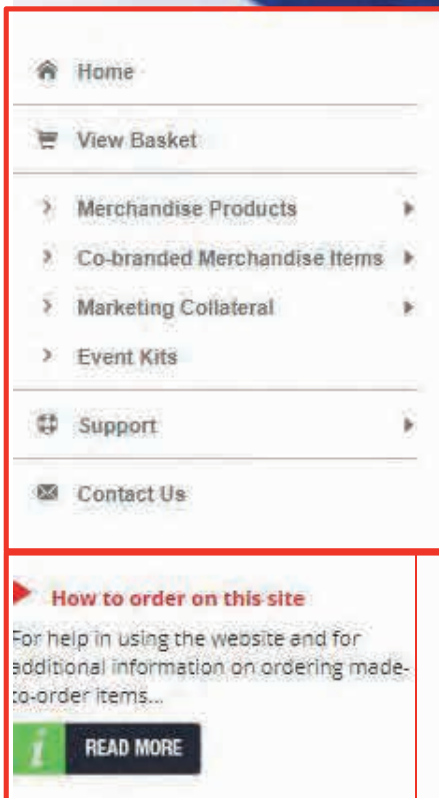 Home
View Basket
Merchandise Products
Co-branded Merchandise Items
Marketing Collateral
Event Kits
Support
Contact Us
How to order on this site
For help in using the website and for
additional information on ordering made-
to-order items...
i READ MORE